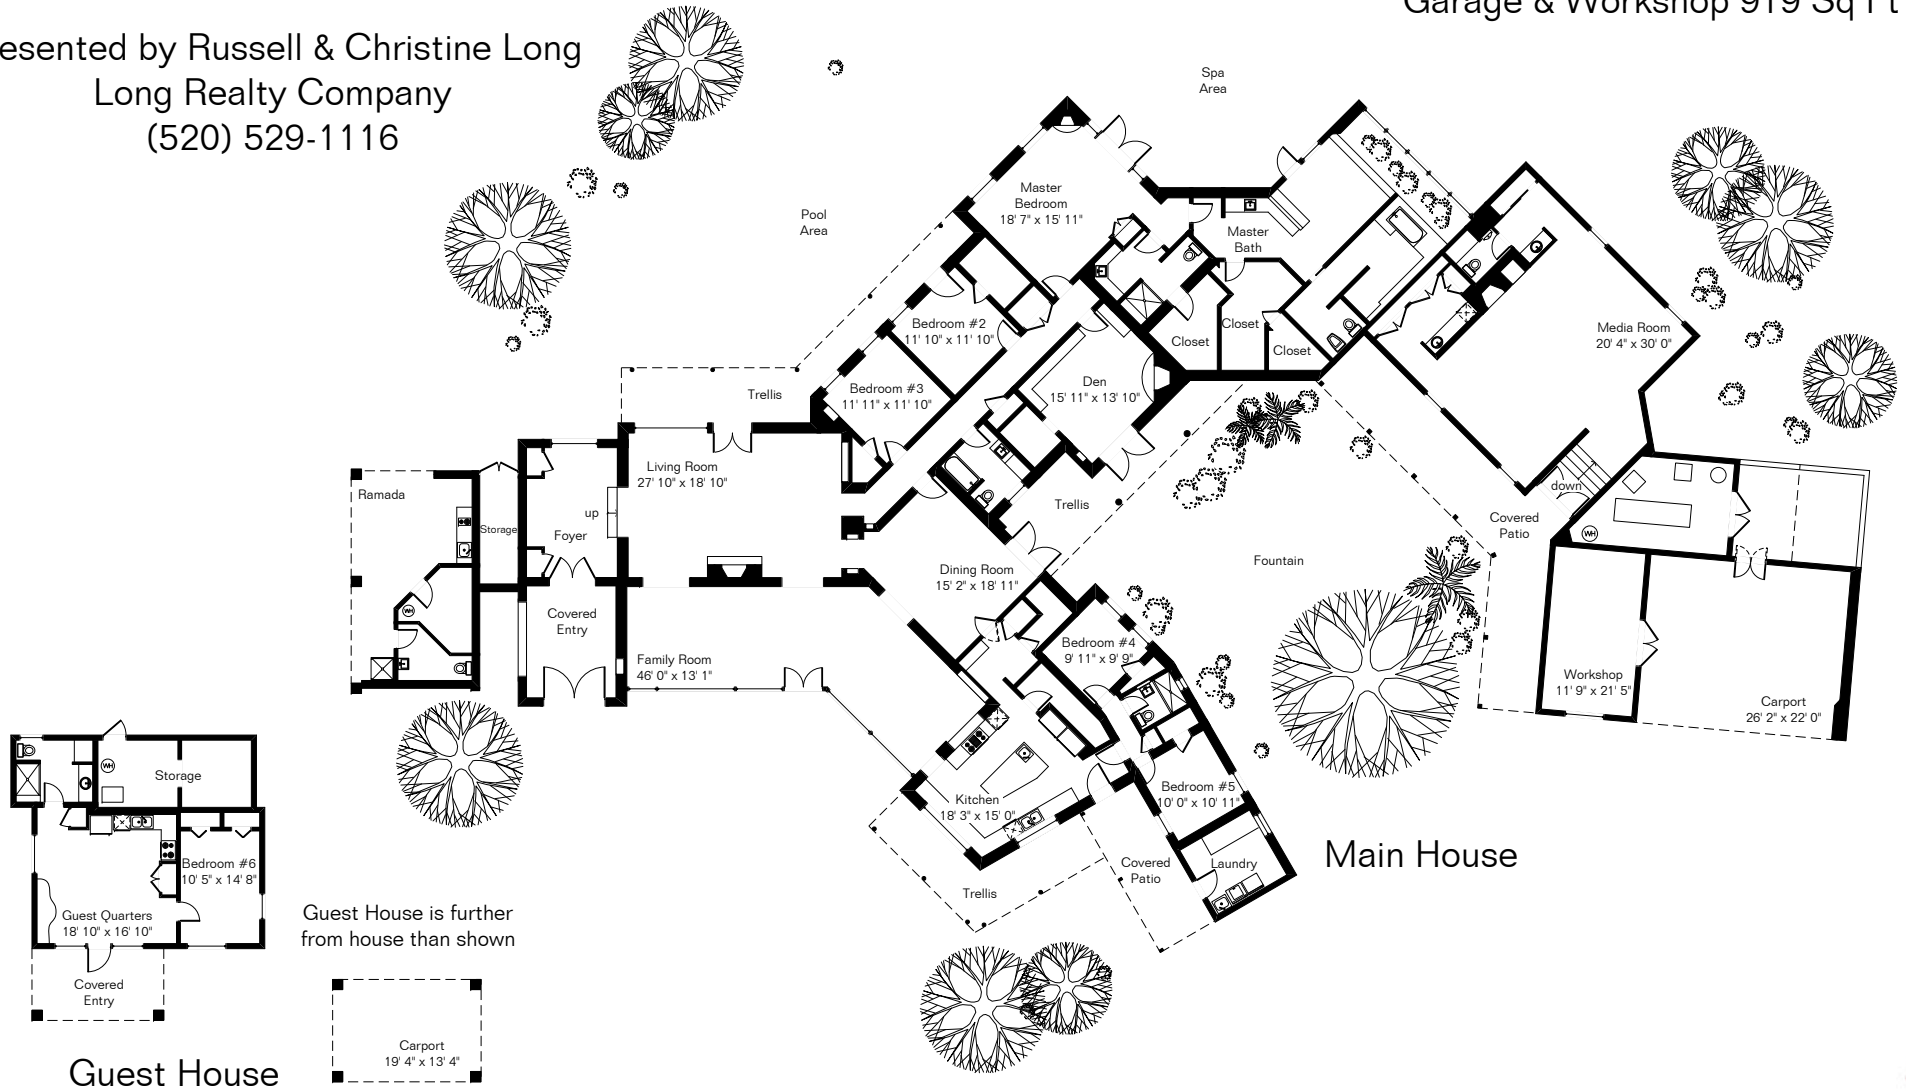 Garage & Workshop 919 Sq Ft
esented by Russell & Christine Long
Long Realty Company
(520) 529-1116
Spa
Area
Pool
Area
Master
Bedroom
18' 7" x 15' 11"
Master
Bath
Bedroom #2
11' 10" x 11' 10"
Closet
Closet
Closet
Media Room
20' 4" x 30' 0"
Bedroom #3
11' 11" x 11' 10"
Den
15' 11" x 13' 10"
Trellis
Living Room
27' 10" x 18' 10"
Ramada
Storage
up
Foyer
Trellis
down
Covered
Patio
WH
Fountain
Dining Room
15' 2" x 18' 11"
WH
Covered
Entry
Family Room
46' 0" x 13' 1"
Bedroom #4
9' 11" x 9' 9"
Workshop
11' 9" x 21' 5"
Carport
26' 2" x 22' 0"
Kitchen
18' 3" x 15' 0"
Bedroom #5
10' 0" x 10' 11"
Laundry
Covered
Patio
Trellis
Main House
WH
Storage
Bedroom #6
10' 5" x 14' 8"
Guest Quarters
18' 10" x 16' 10"
Covered
Entry
Guest House is further
from house than shown
Carport
19' 4" x 13' 4"
Guest House